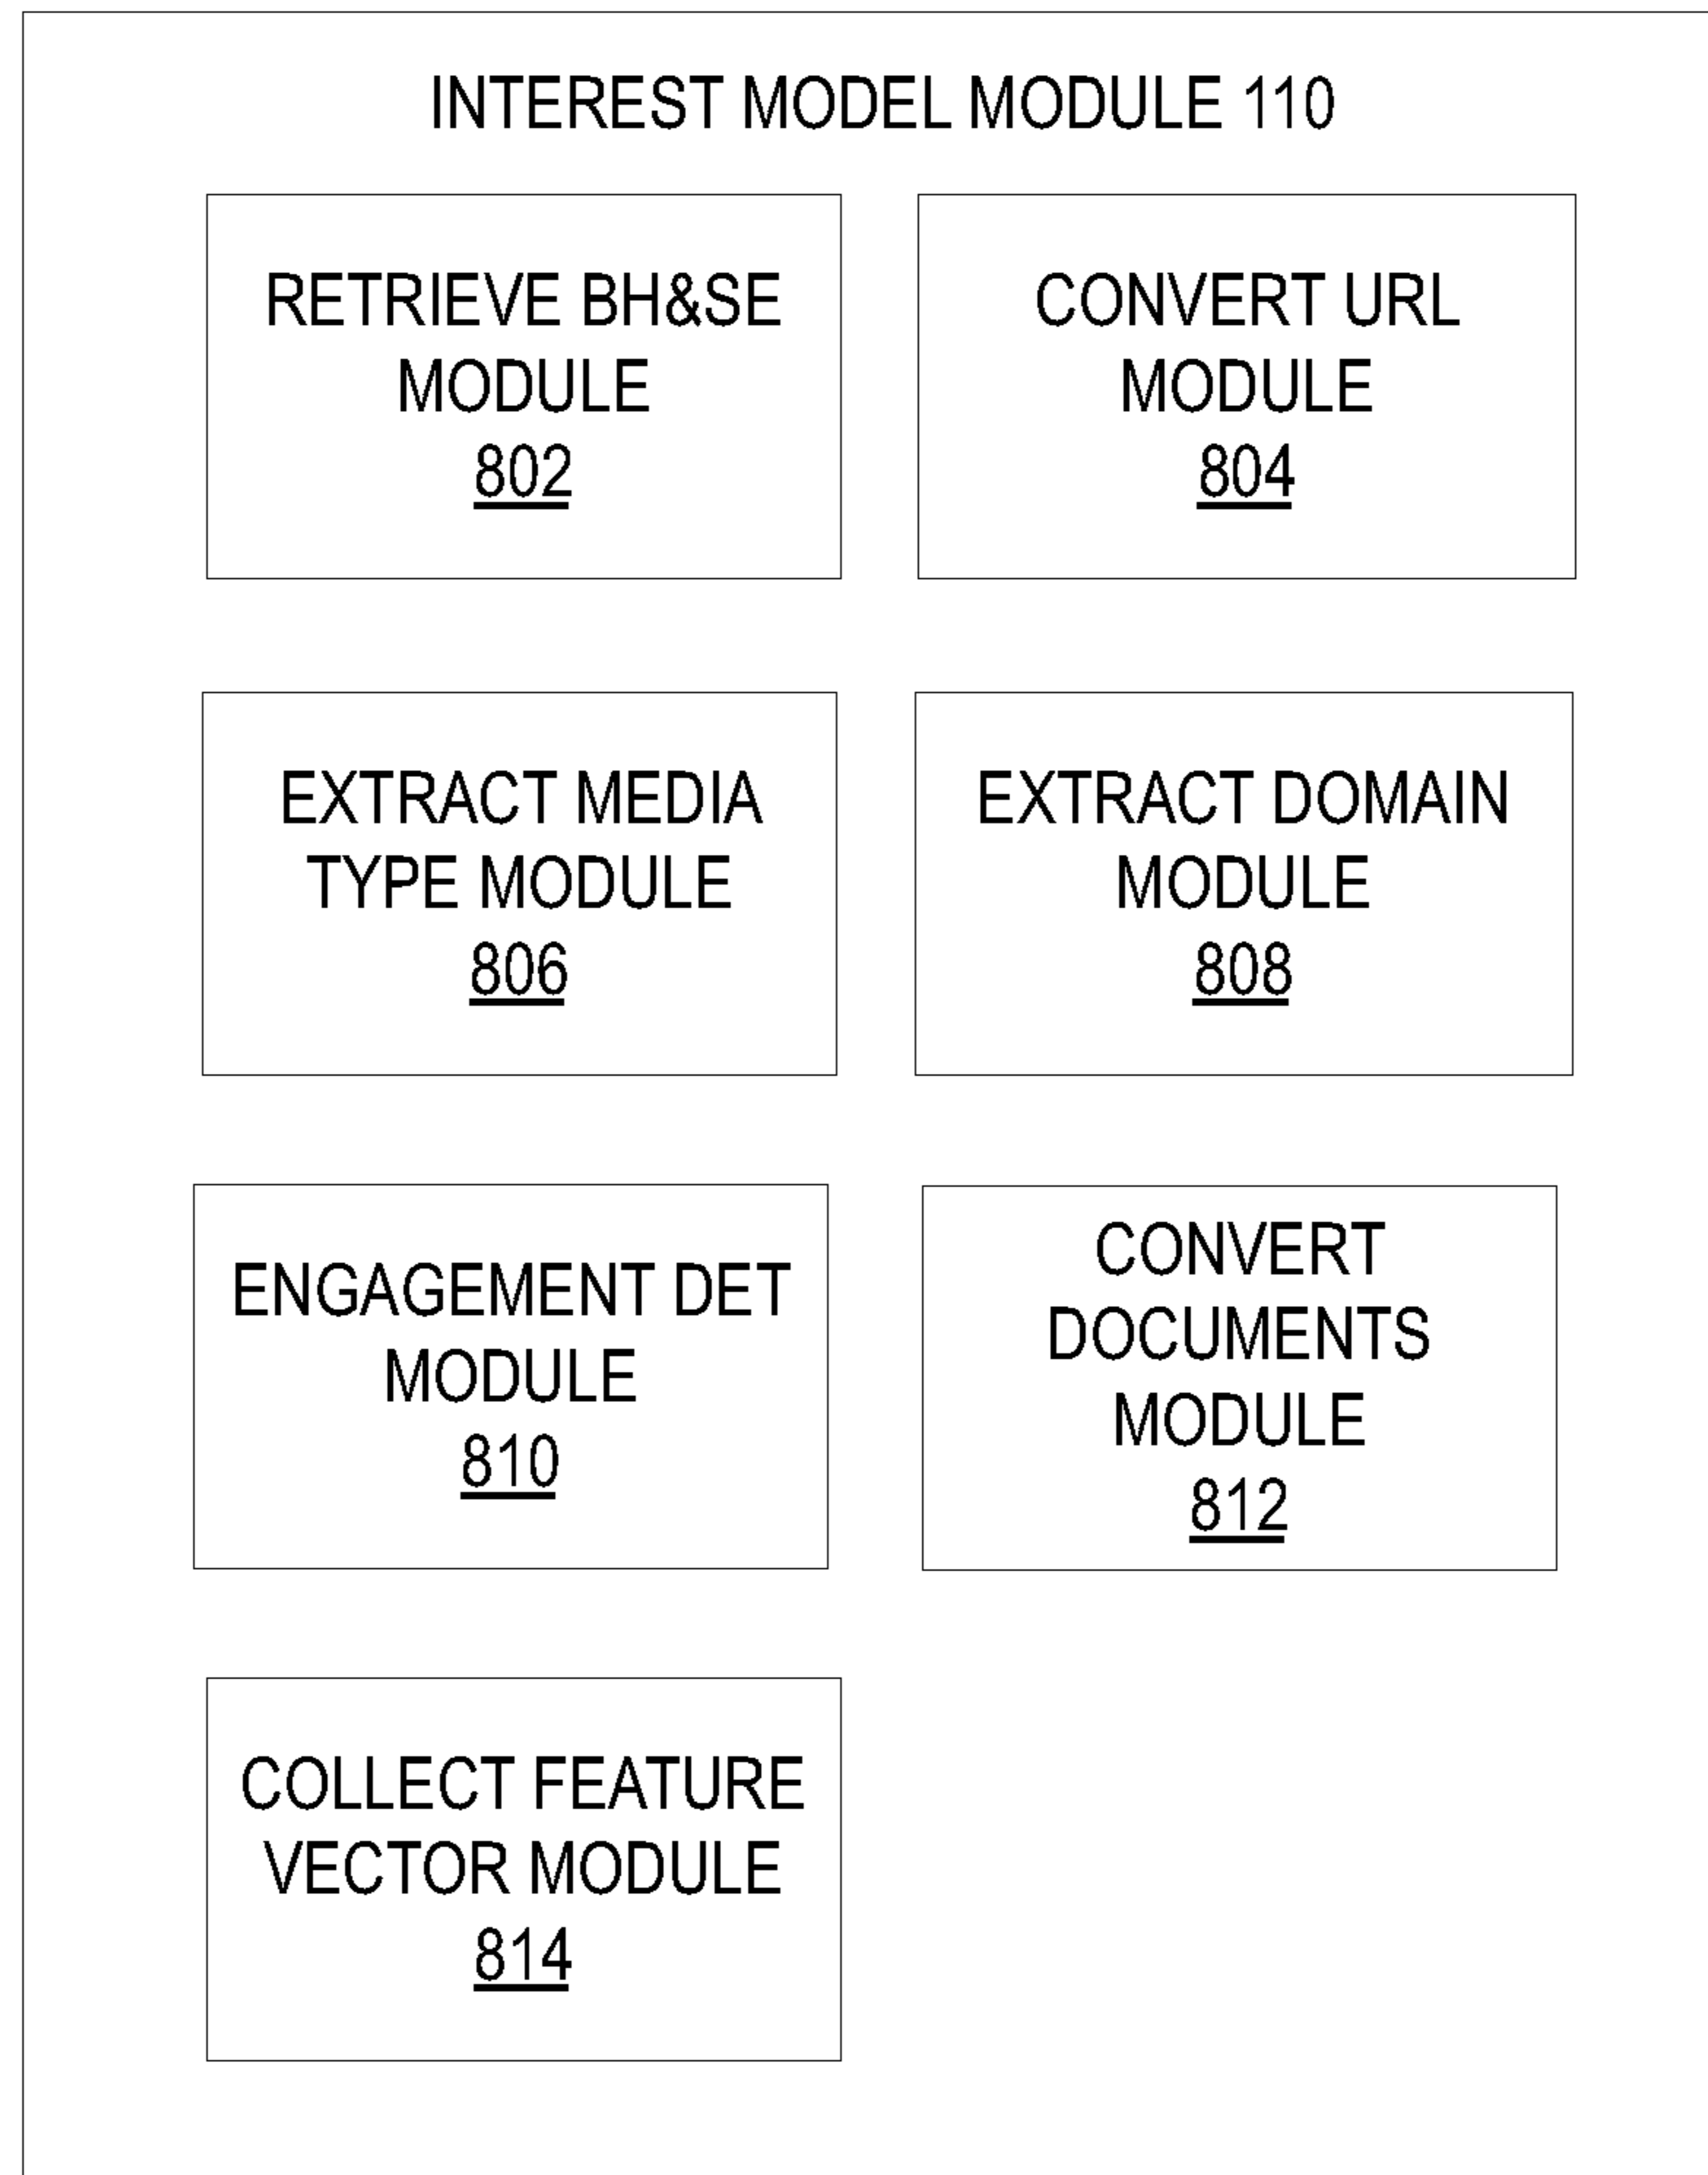 INTEREST MODEL MODULE 110
RETRIEVE BH&SE
MODULE
802
CONVERT URL
MODULE
804
EXTRACT MEDIA
TYPE MODULE
806
EXTRACT DOMAIN
MODULE
808
ENGAGEMENT DET
MODULE
810
CONVERT
DOCUMENTS
MODULE
812
COLLECT FEATURE
VECTOR MODULE
814